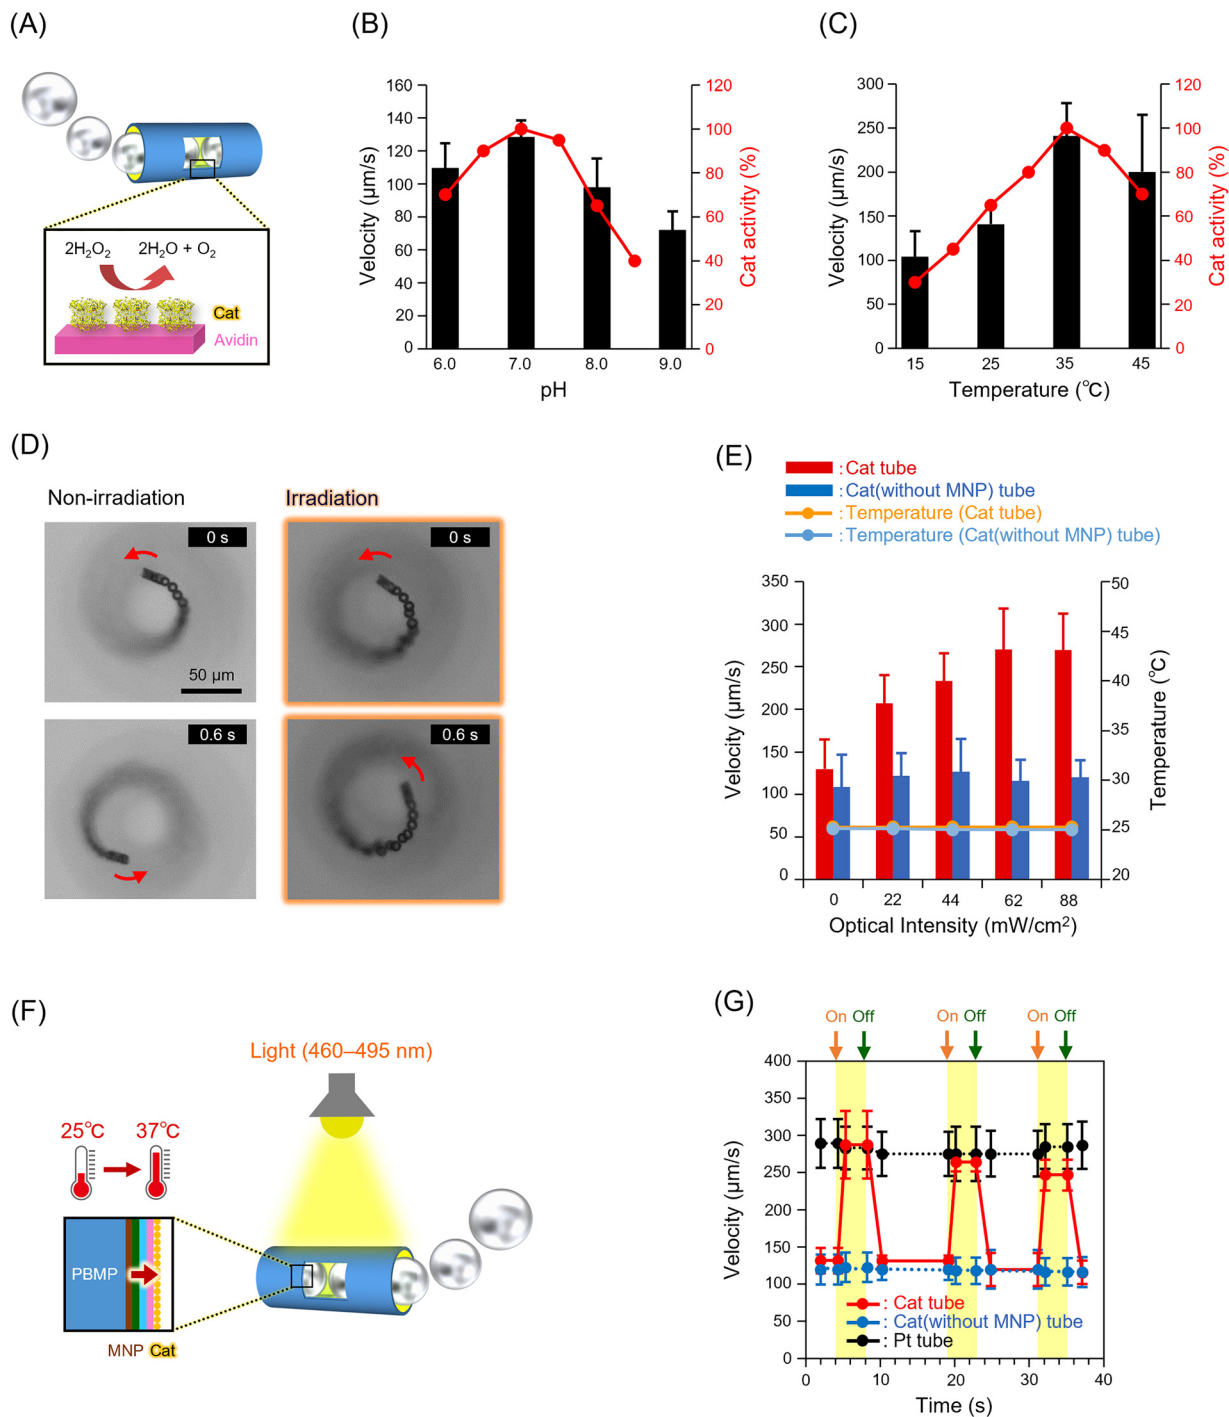 (A)
2H₂O₂
2H₂O + O₂
Cat
Avidin
(B)
160
140
120
100
80
60
40
20
0
Velocity (μm/s)
120
100
80
60
40
20
0
Cat activity (%)
6.0 7.0 8.0 9.0
pH
(C)
300
250
200
150
100
50
0
Velocity (μm/s)
120
100
80
60
40
20
0
Cat activity (%)
15 25 35 45
Temperature (℃)
(D)
Non-irradiation
Irradiation
0 s
0 s
50 μm
0.6 s
0.6 s
(E)
: Cat tube
: Cat(without MNP) tube
: Temperature (Cat tube)
: Temperature (Cat(without MNP) tube)
350
300
250
200
150
100
50
0
Velocity (μm/s)
50
45
40
35
30
25
20
Temperature (℃)
0 22 44 62 88
Optical Intensity (mW/cm²)
(F)
Light (460–495 nm)
25℃
37℃
PBMP
MNP Cat
(G)
On Off
On Off
On Off
400
350
300
250
200
150
100
50
0
Velocity (μm/s)
: Cat tube
: Cat(without MNP) tube
: Pt tube
0 10 20 30 40
Time (s)